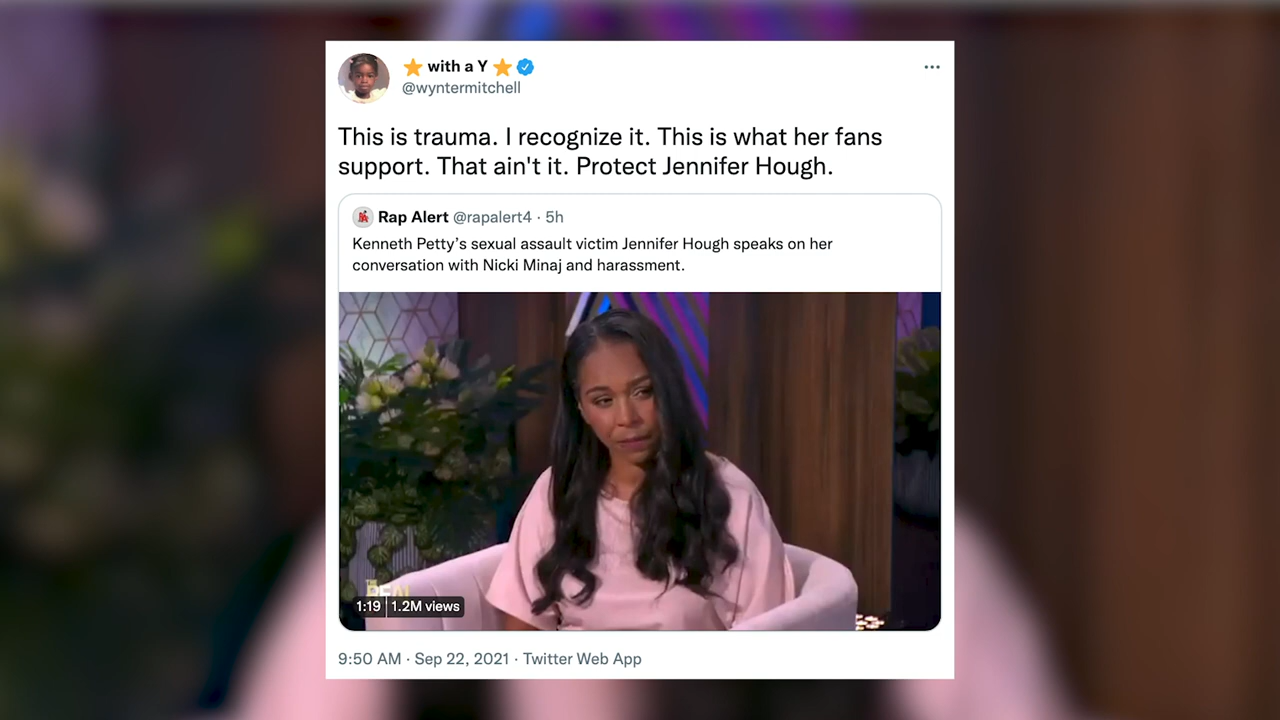 ⭐ with a Y ⭐
@wyntermitchell
This is trauma. I recognize it. This is what her fans
support. That ain't it. Protect Jennifer Hough.
Rap Alert @rapalert4 · 5h
Kenneth Petty’s sexual assault victim Jennifer Hough speaks on her
conversation with Nicki Minaj and harassment.
1:19 1.2M views
9:50 AM · Sep 22, 2021 · Twitter Web App